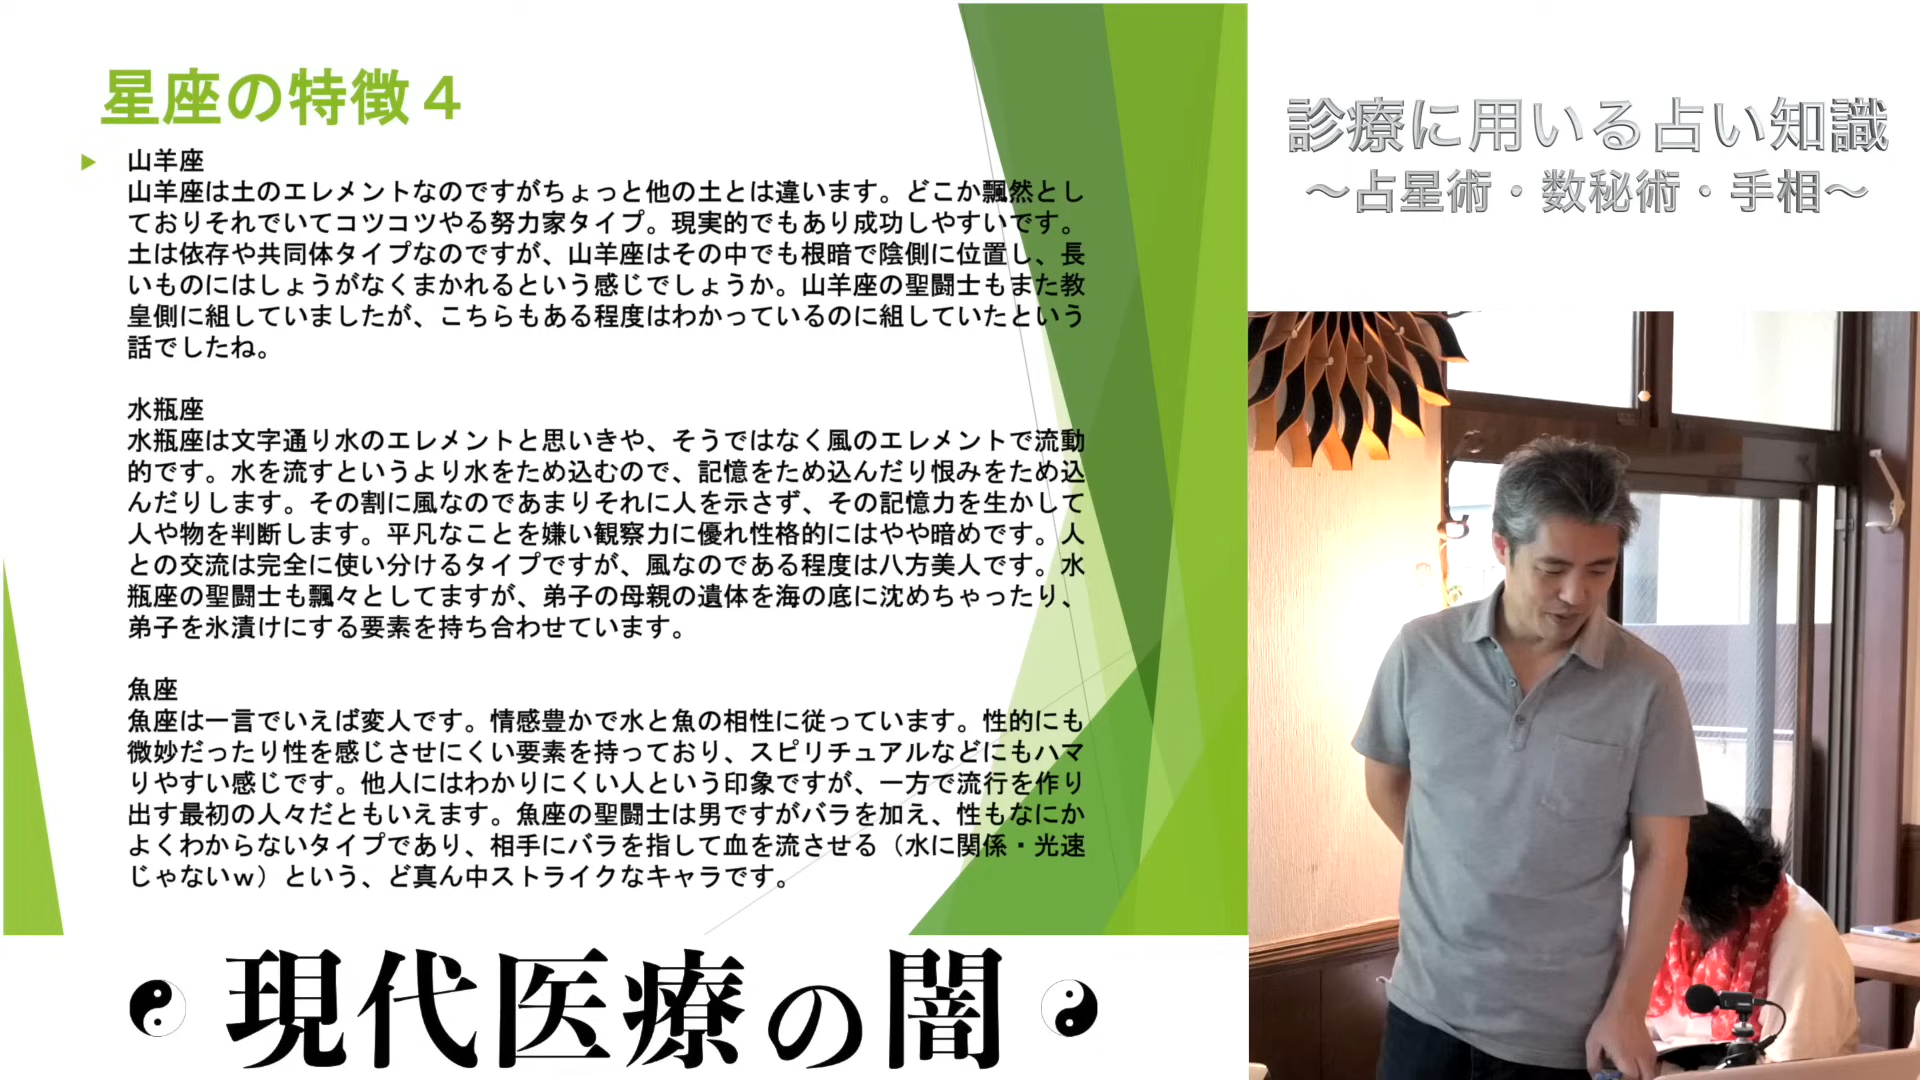 星座の特徴４
山羊座
山羊座は土のエレメントなのですがちょっと他の土とは違います。どこか飄然とし
ておりそれでいてコツコツやる努力家タイプ。現実的でもあり成功しやすいです。
土は依存や共同体タイプなのですが、山羊座はその中でも根暗で陰側に位置し、長
いものにはしょうがなくまかれるという感じでしょうか。山羊座の聖闘士もまた教
皇側に組していましたが、こちらもある程度はわかっているのに組していたという
話でしたね。
水瓶座
水瓶座は文字通り水のエレメントと思いきや、そうではなく風のエレメントで流動
的です。水を流すというより水をため込むので、記憶をため込んだり恨みをため込
んだりします。その割に風なのであまりそれに人を示さず、その記憶力を生かして
人や物を判断します。平凡なことを嫌い観察力に優れ性格的にはやや暗めです。人
との交流は完全に使い分けるタイプですが、風なのである程度は八方美人です。水
瓶座の聖闘士も飄々としてますが、弟子の母親の遺体を海の底に沈めちゃったり、
弟子を氷漬けにする要素を持ち合わせています。
魚座
魚座は一言でいえば変人です。情感豊かで水と魚の相性に従っています。性的にも
微妙だったり性を感じさせにくい要素を持っており、スピリチュアルなどにもハマ
りやすい感じです。他人にはわかりにくい人という印象ですが、一方で流行を作り
出す最初の人々だともいえます。魚座の聖闘士は男ですがバラを加え、性もなにか
よくわからないタイプであり、相手にバラを指して血を流させる（水に関係・光速
じゃないｗ）という、ど真ん中ストライクなキャラです。
現代医療の闇
診療に用いる占い知識
～占星術・数秘術・手相～